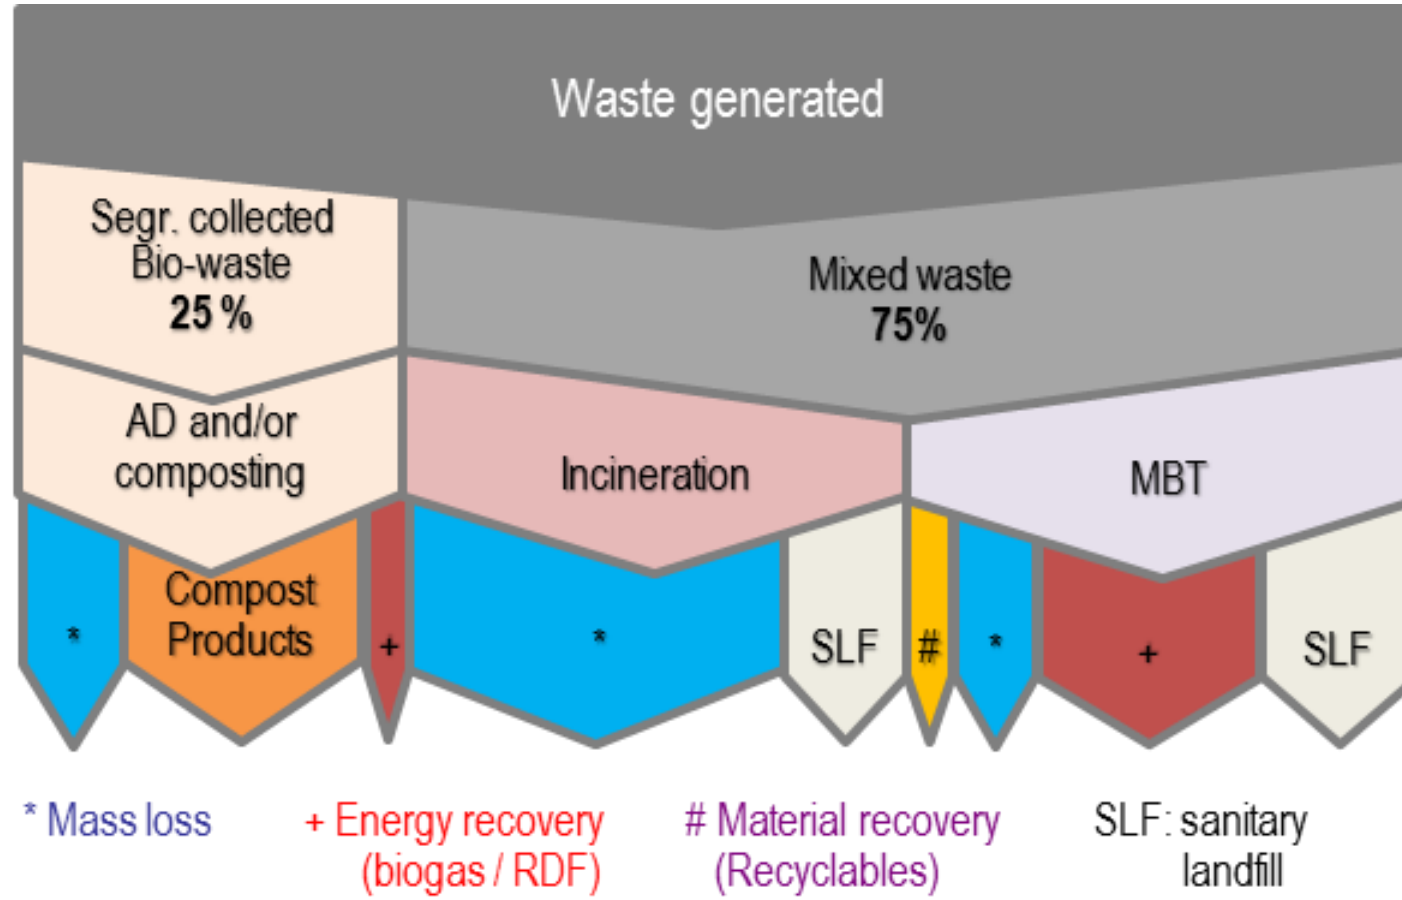 Waste generated
Segr. collected
Bio-waste
25 %
Mixed waste
75%
AD and/or
composting
Incineration
MBT
*
Compost
Products
+
*
SLF
#
*
+
SLF
* Mass loss
+ Energy recovery
(biogas / RDF)
# Material recovery
(Recyclables)
SLF: sanitary
landfill